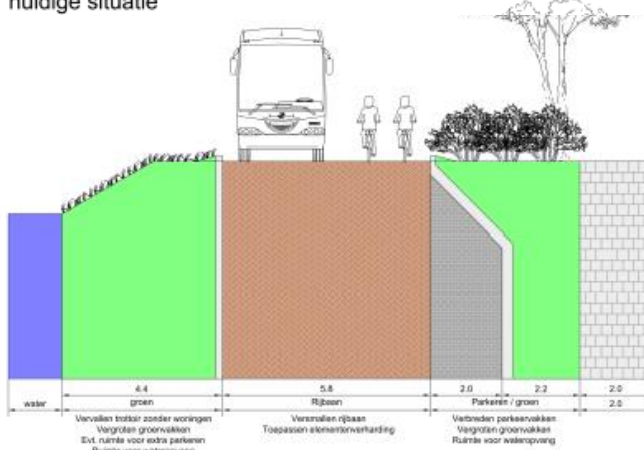 huidige situatie
4.4
5.8
2.0
2.2
2.0
water
groen
Rijbaan
Parkeren / groen
2.0
Vervallen trottoir zonder woningen
Versmallen rijbaan
Verbreden parkeervakken
Vergroten groenvakken
Toepassen elementenverharding
Vergroten groenvakken
Evt. ruimte voor extra parkeren
Ruimte voor wateropvang